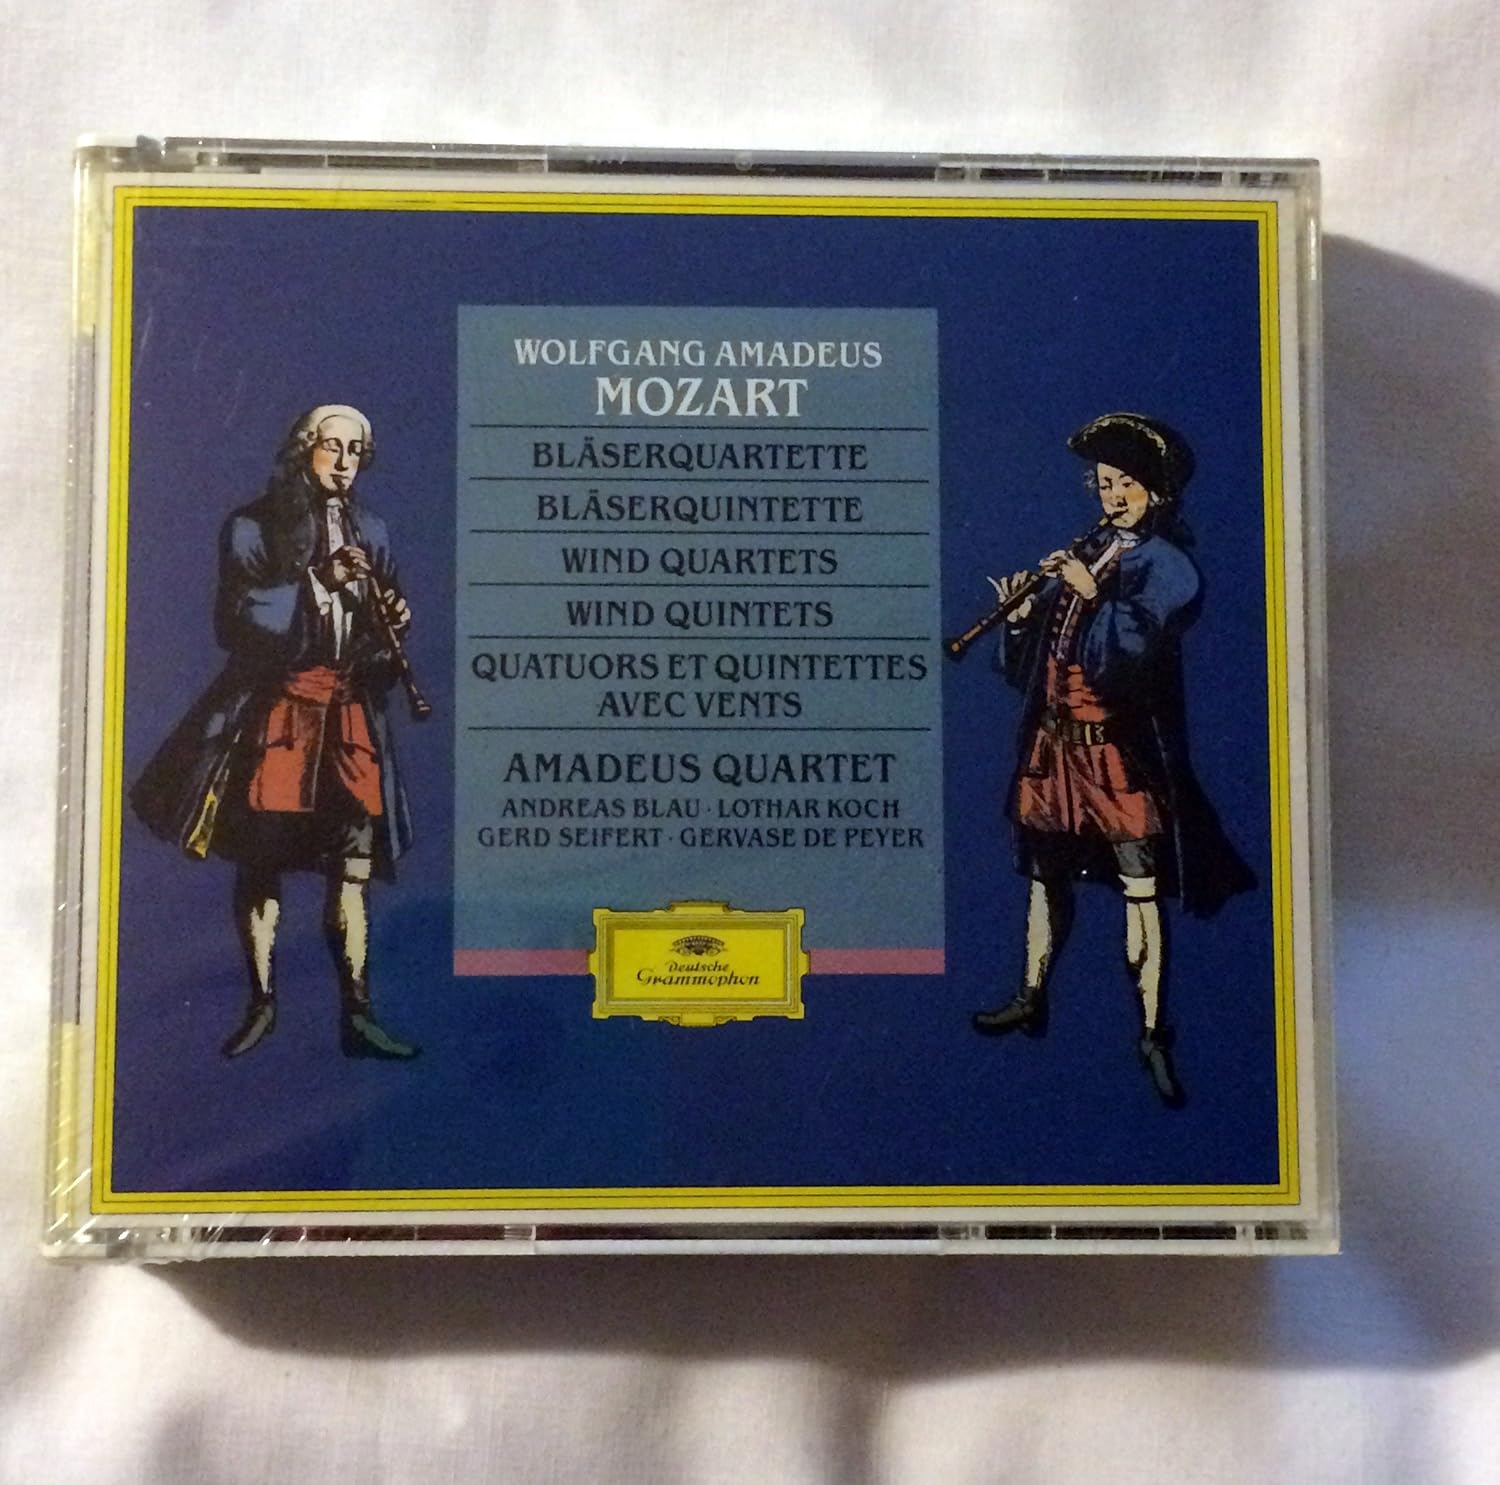 WOLFGANG AMADEUS
MOZART
BLÄSERQUARTETTE
BLÄSERQUINTETTE
WIND QUARTETS
WIND QUINTETS
QUATUORS ET QUINTETTES
AVEC VENTS
AMADEUS QUARTET
ANDREAS BLAU · LOTHAR KOCH
GERD SEIFERT · GERVASE DE PEYER
Deutsche
Grammophon